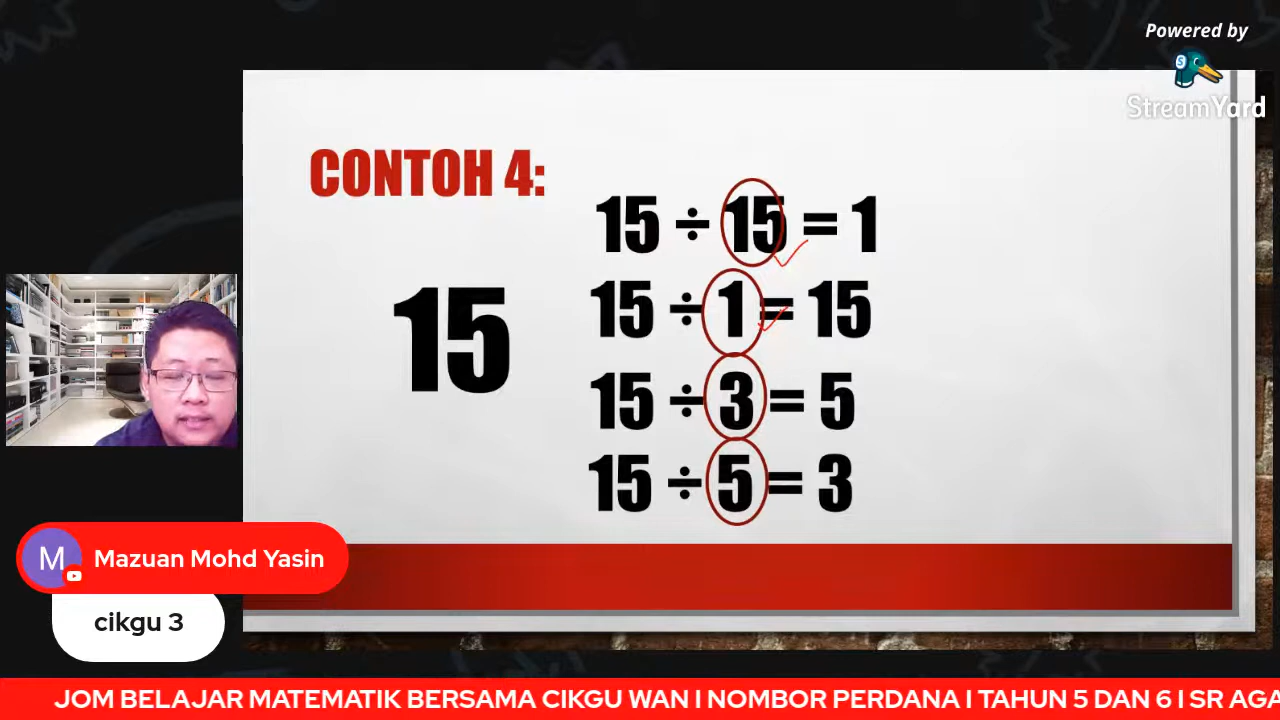 Powered by
StreamYard
CONTOH 4:
15
15 ÷ 15 = 1
15 ÷ 1 = 15
15 ÷ 3 = 5
15 ÷ 5 = 3
M
Mazuan Mohd Yasin
cikgu 3
JOM BELAJAR MATEMATIK BERSAMA CIKGU WAN I NOMBOR PERDANA I TAHUN 5 DAN 6 I SR AGA